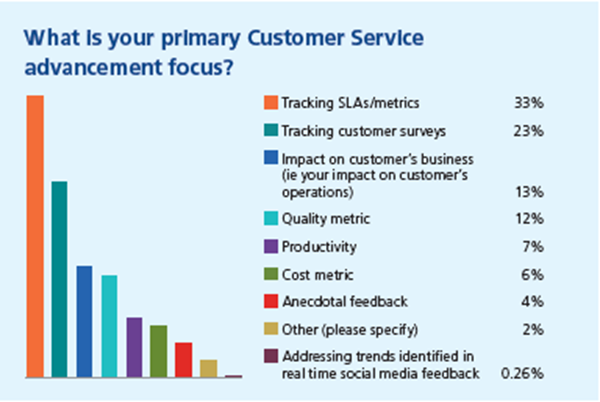 What is your primary Customer Service
advancement focus?
Tracking SLAs/metrics 33%
Tracking customer surveys 23%
Impact on customer's business
(ie your impact on customer's
operations) 13%
Quality metric 12%
Productivity 7%
Cost metric 6%
Anecdotal feedback 4%
Other (please specify) 2%
Addressing trends identified in
real time social media feedback 0.26%